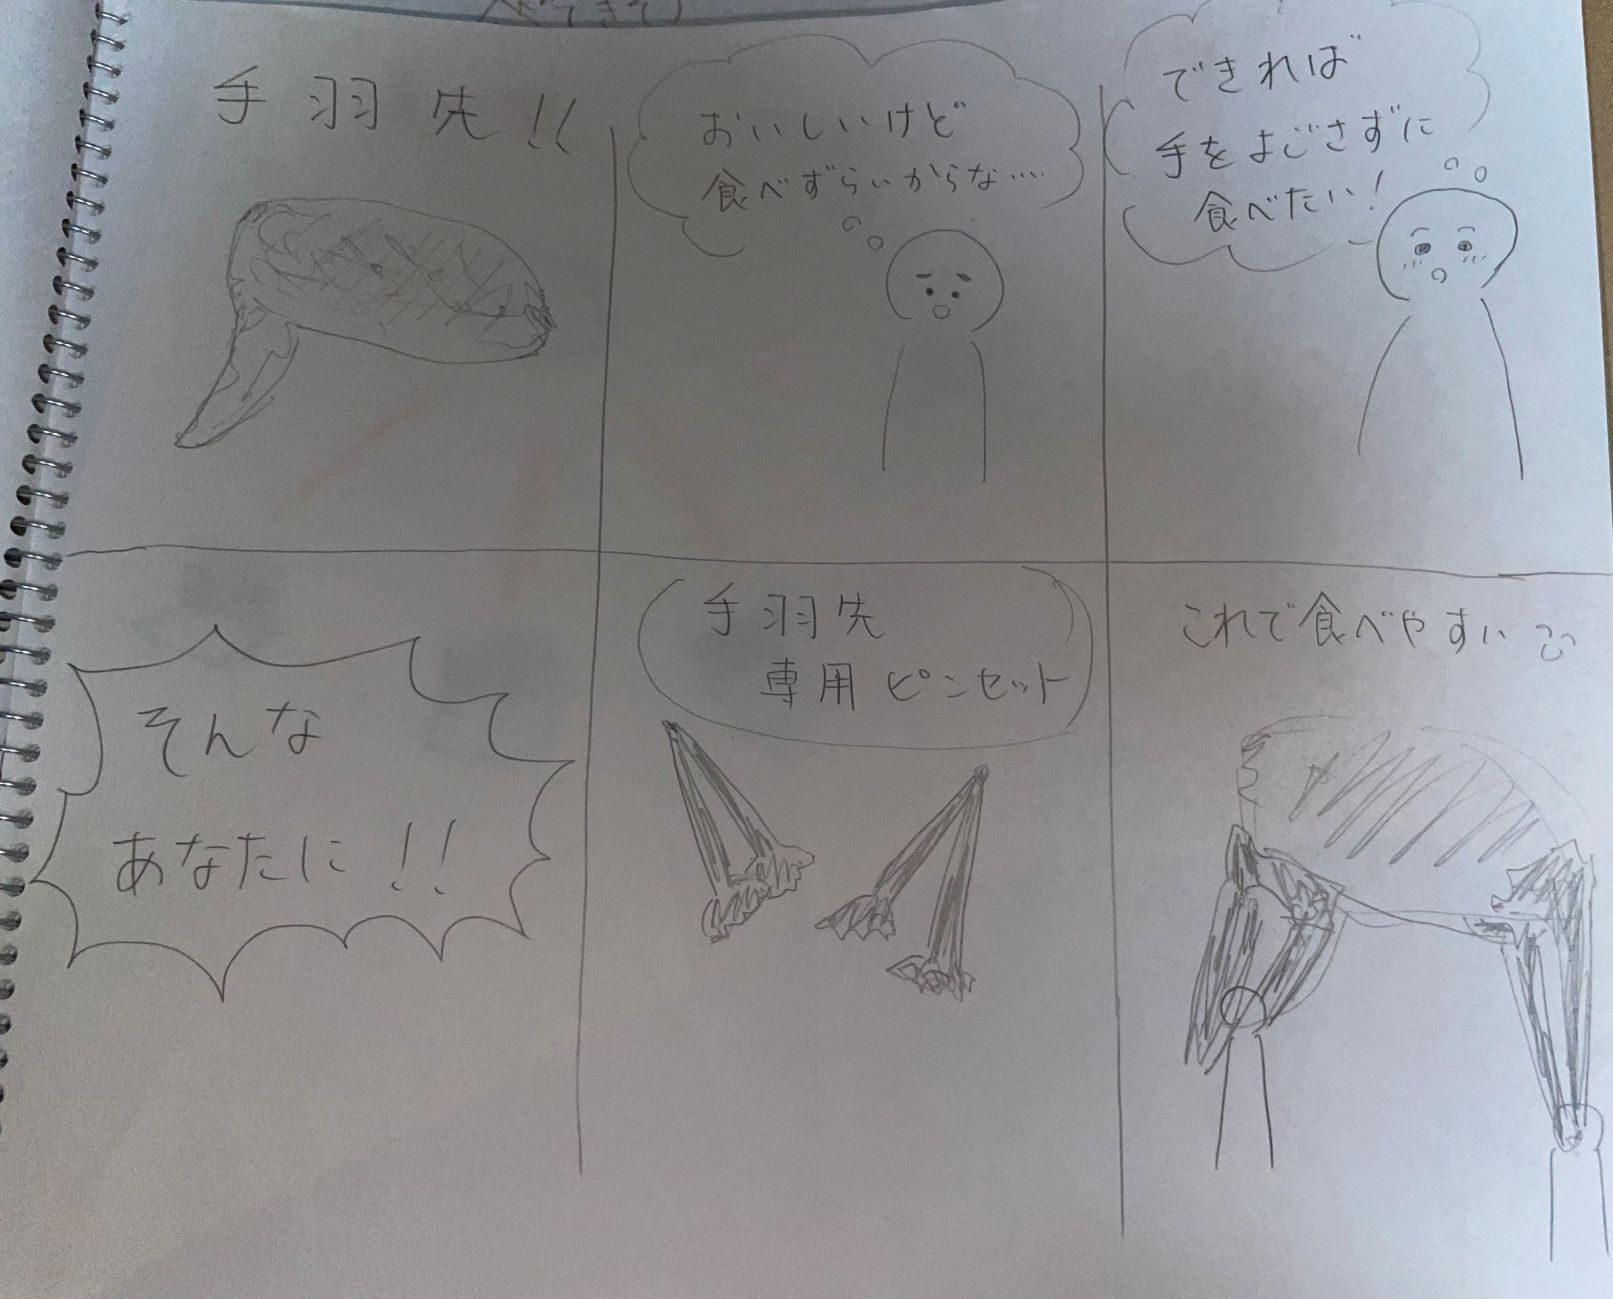 手羽先!!
おいしいけど
食べずらいからな……
できれば
手をよごさずに
食べたい!
そんな
あなたに!!
手羽先
専用ピンセット
これで食べやすい